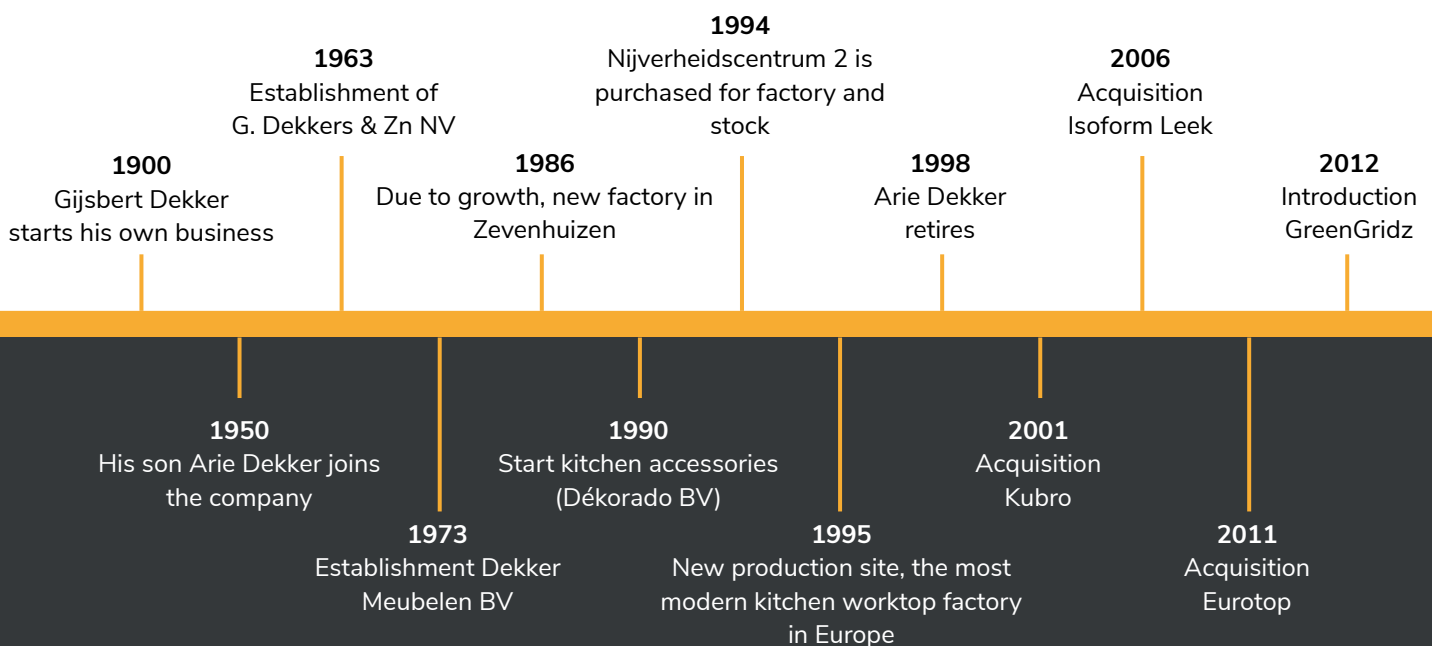 1900
Gijsbert Dekker
starts his own business
1950
His son Arie Dekker joins
the company
1963
Establishment of
G. Dekkers & Zn NV
1973
Establishment Dekker
Meubelen BV
1986
Due to growth, new factory in
Zevenhuizen
1990
Start kitchen accessories
(Dékorado BV)
1994
Nijverheidscentrum 2 is
purchased for factory and
stock
1995
New production site, the most
modern kitchen worktop factory
in Europe
1998
Arie Dekker
retires
2001
Acquisition
Kubro
2006
Acquisition
Isoform Leek
2011
Acquisition
Eurotop
2012
Introduction
GreenGridz